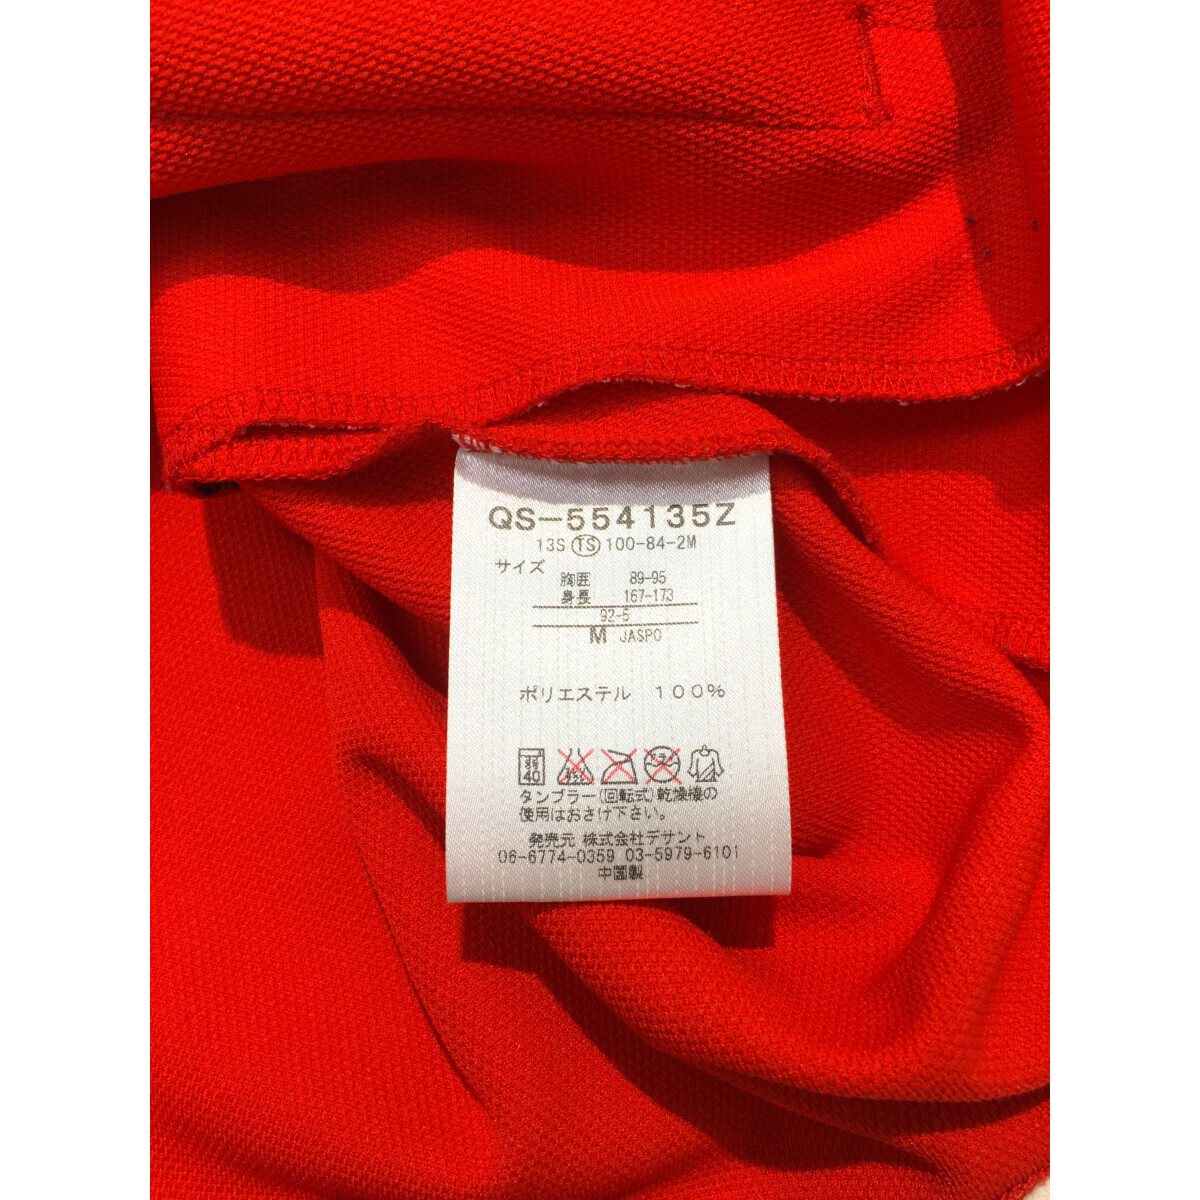 QS-554135Z
13S TS 100-84-2M
サイズ
胸囲 89-95
身長 167-173
92-5
M JASPO
ポリエステル 100%
40
タンブラー(回転式)乾燥機の
使用はおさけ下さい。
発売元 株式会社デサント
06-6774-0359 03-5979-6101
中国製